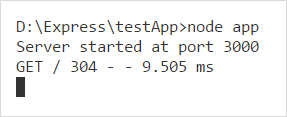 D:\Express\testApp>node app
Server started at port 3000
GET / 304 - - 9.505 ms